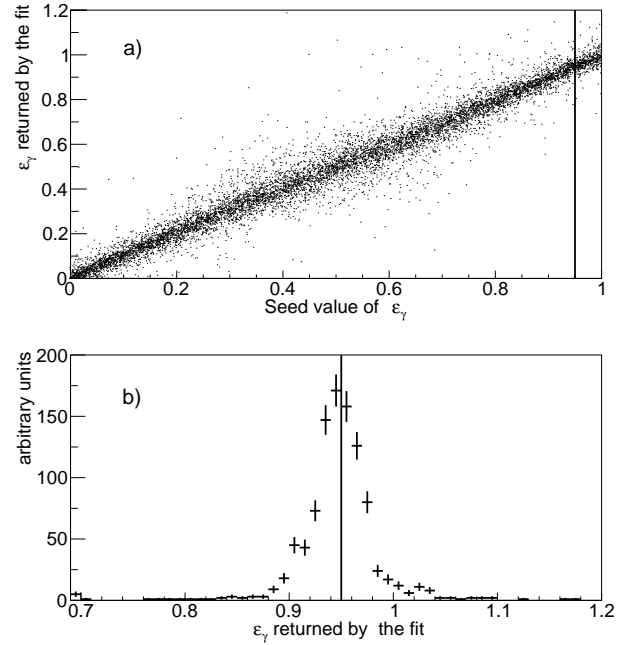 1.2
a)
1
0.8
0.6
0.4
0.2
0
ε_γ returned by the fit
0 0.2 0.4 0.6 0.8 1
Seed value of ε_γ
200
b)
150
100
50
0
arbitrary units
0.7 0.8 0.9 1 1.1 1.2
ε_γ returned by the fit